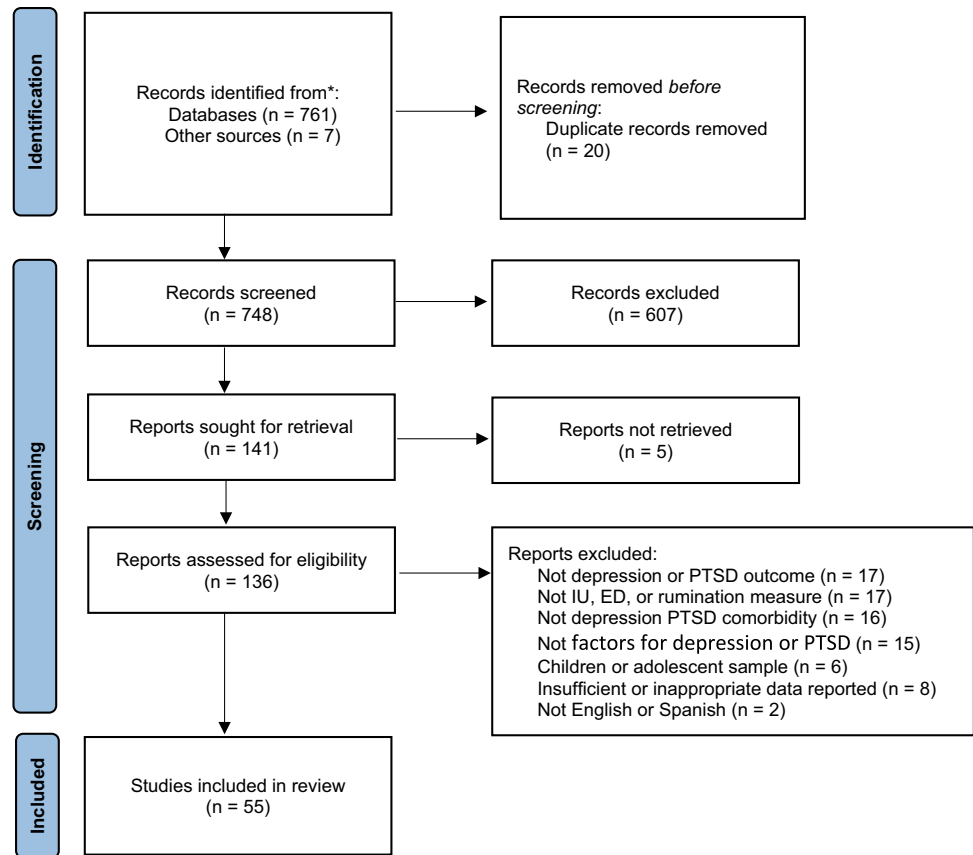 Identification
Records identified from*:
Databases (n = 761)
Other sources (n = 7)
Records removed before
screening:
Duplicate records removed
(n = 20)
Screening
Records screened
(n = 748)
Records excluded
(n = 607)
Reports sought for retrieval
(n = 141)
Reports not retrieved
(n = 5)
Reports assessed for eligibility
(n = 136)
Reports excluded:
Not depression or PTSD outcome (n = 17)
Not IU, ED, or rumination measure (n = 17)
Not depression PTSD comorbidity (n = 16)
Not factors for depression or PTSD (n = 15)
Children or adolescent sample (n = 6)
Insufficient or inappropriate data reported (n = 8)
Not English or Spanish (n = 2)
Included
Studies included in review
(n = 55)